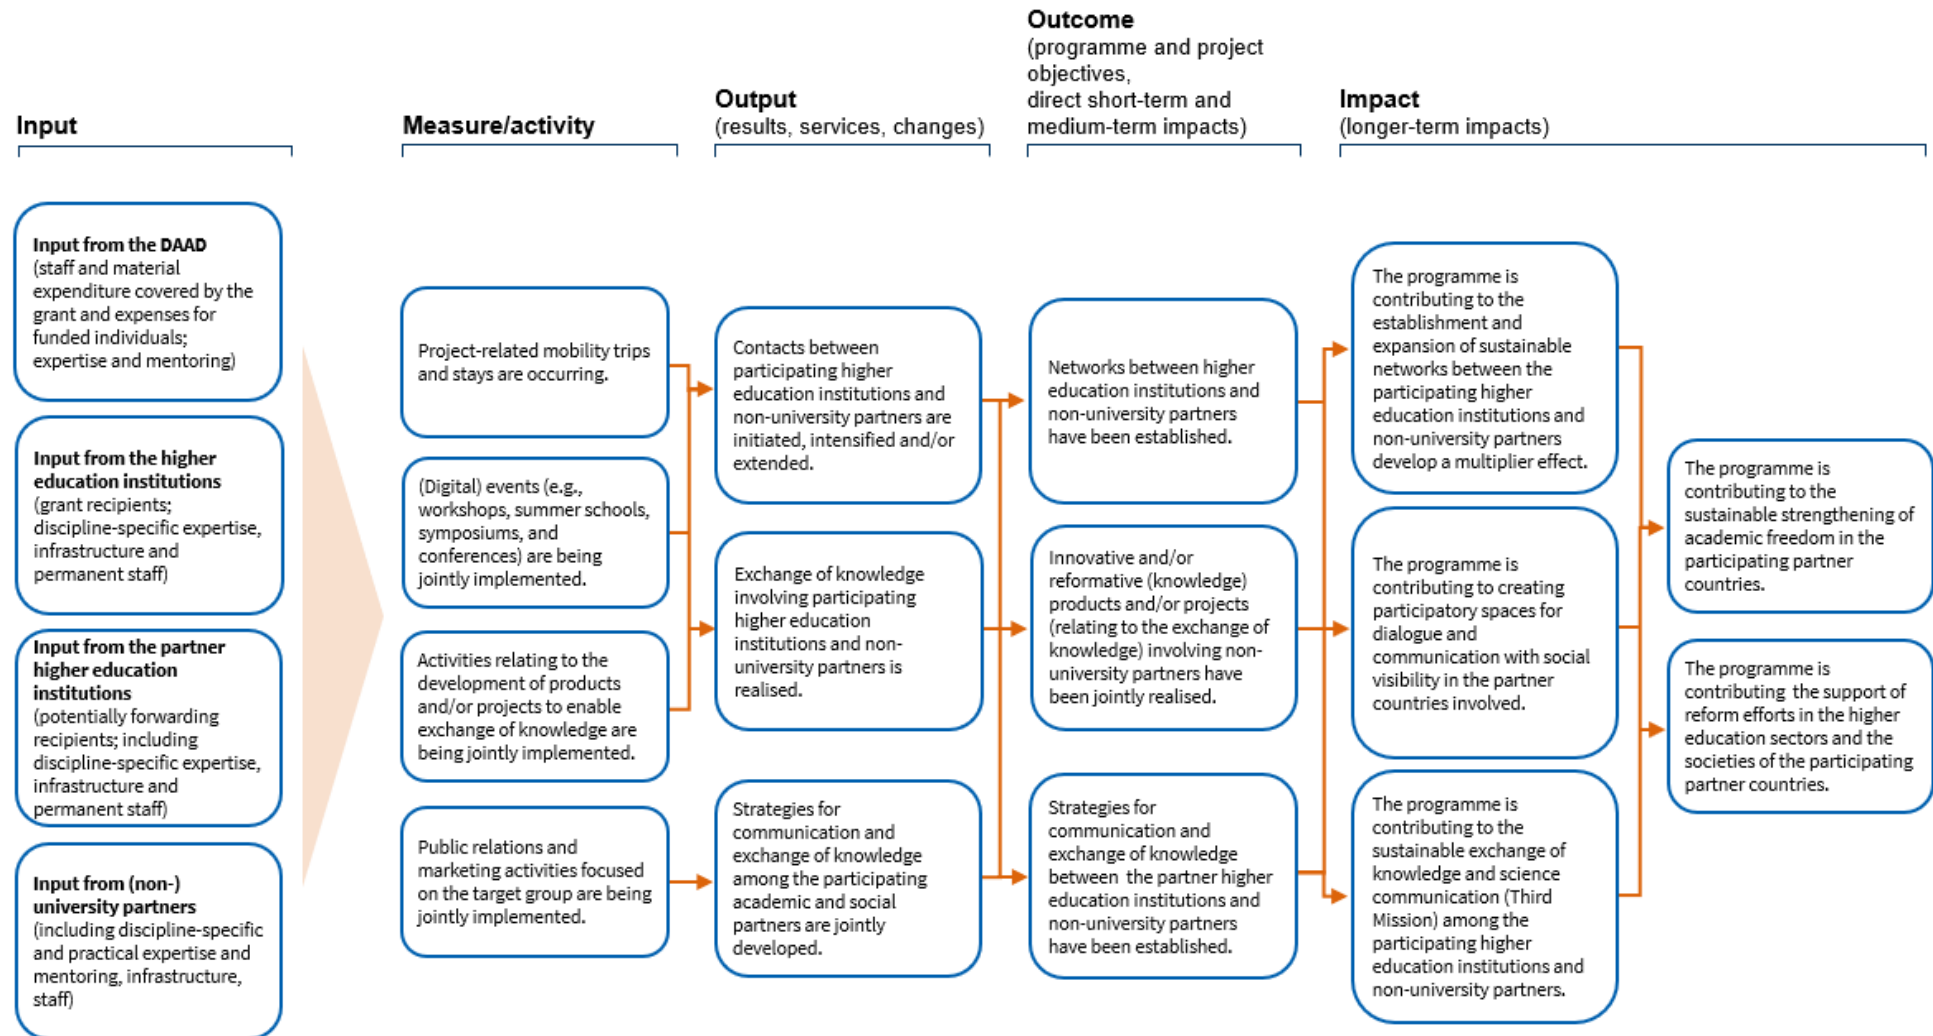 Input
Measure/activity
Output
(results, services, changes)
Outcome
(programme and project
objectives,
direct short-term and
medium-term impacts)
Impact
(longer-term impacts)
Input from the DAAD
(staff and material
expenditure covered by the
grant and expenses for
funded individuals;
expertise and mentoring)
Input from the higher
education institutions
(grant recipients;
discipline-specific expertise,
infrastructure and
permanent staff)
Input from the partner
higher education
institutions
(potentially forwarding
recipients; including
discipline-specific expertise,
infrastructure and
permanent staff)
Input from (non-)
university partners
(including discipline-specific
and practical expertise and
mentoring, infrastructure,
staff)
Project-related mobility trips
and stays are occurring.
(Digital) events (e.g.,
workshops, summer schools,
symposiums, and
conferences) are being
jointly implemented.
Activities relating to the
development of products
and/or projects to enable
exchange of knowledge are
being jointly implemented.
Public relations and
marketing activities focused
on the target group are being
jointly implemented.
Contacts between
participating higher
education institutions and
non-university partners are
initiated, intensified and/or
extended.
Exchange of knowledge
involving participating
higher education
institutions and non-
university partners is
realised.
Strategies for
communication and
exchange of knowledge
among the participating
academic and social
partners are jointly
developed.
Networks between higher
education institutions and
non-university partners
have been established.
Innovative and/or
reformative (knowledge)
products and/or projects
(relating to the exchange of
knowledge) involving non-
university partners have
been jointly realised.
Strategies for
communication and
exchange of knowledge
between the partner higher
education institutions and
non-university partners
have been established.
The programme is
contributing to the
establishment and
expansion of sustainable
networks between the
participating higher
education institutions and
non-university partners
develop a multiplier effect.
The programme is
contributing to creating
participatory spaces for
dialogue and
communication with social
visibility in the partner
countries involved.
The programme is
contributing to the
sustainable exchange of
knowledge and science
communication (Third
Mission) among the
participating higher
education institutions and
non-university partners.
The programme is
contributing to the
sustainable strengthening of
academic freedom in the
participating partner
countries.
The programme is
contributing the support of
reform efforts in the higher
education sectors and the
societies of the participating
partner countries.